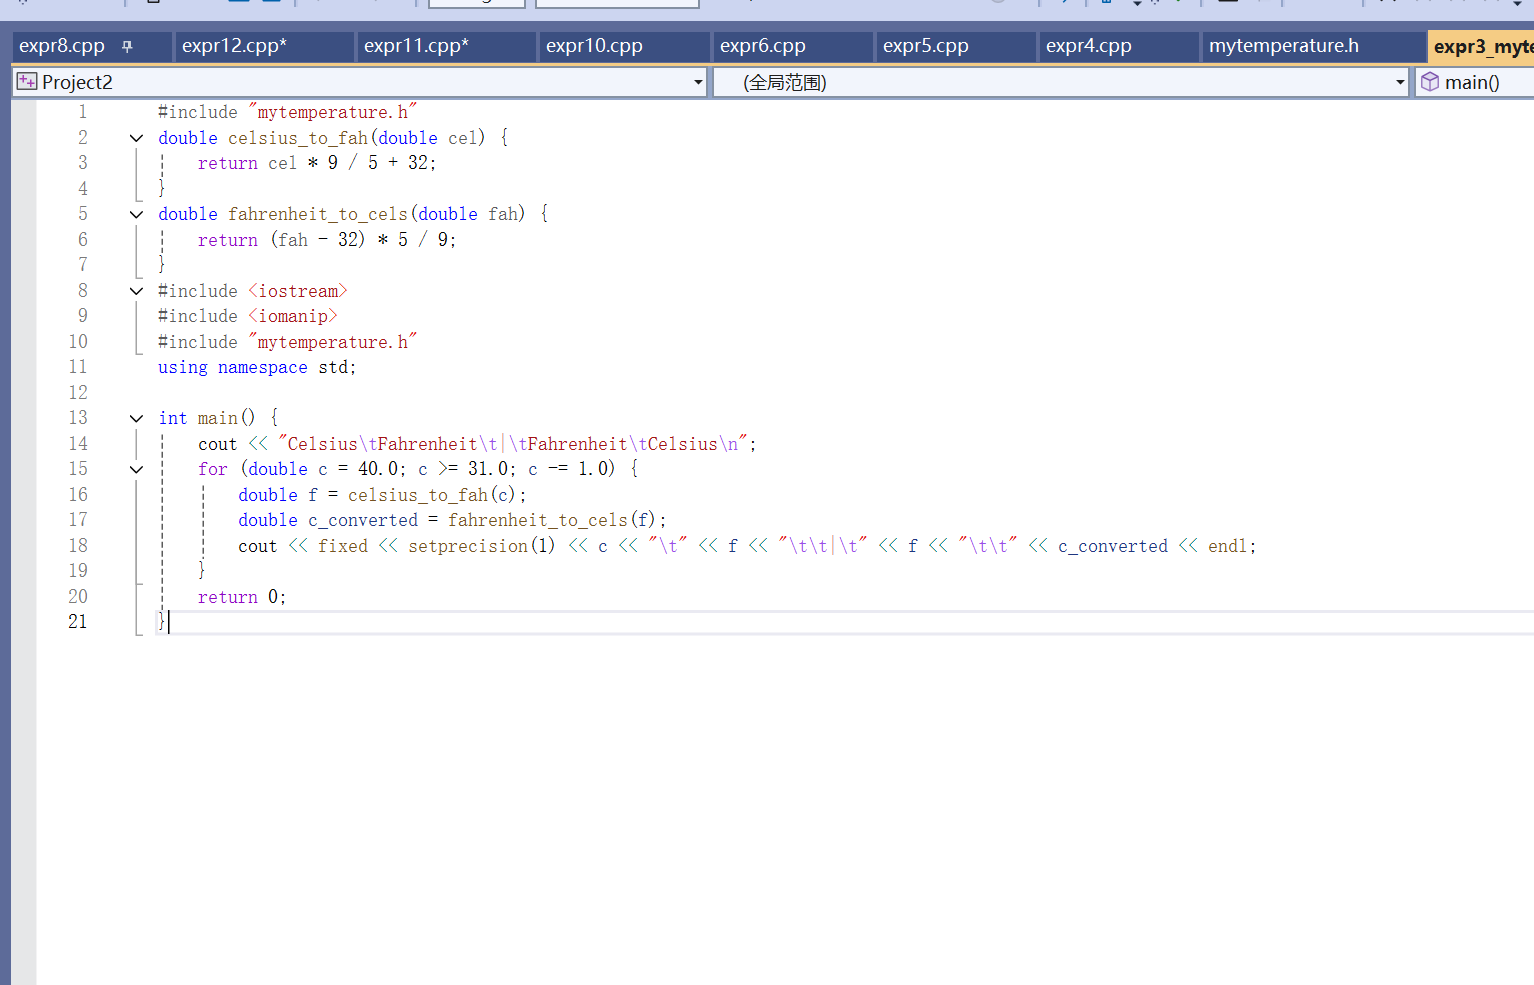 expr8.cpp expr12.cpp* expr11.cpp* expr10.cpp expr6.cpp expr5.cpp expr4.cpp mytemperature.h expr3_myte
Project2 (全局范围) main()
1 #include "mytemperature.h"
2 double celsius_to_fah(double cel) {
3 return cel * 9 / 5 + 32;
4 }
5 double fahrenheit_to_cels(double fah) {
6 return (fah - 32) * 5 / 9;
7 }
8 #include <iostream>
9 #include <iomanip>
10 #include "mytemperature.h"
11 using namespace std;
12
13 int main() {
14 cout << "Celsius\tFahrenheit\t|\tFahrenheit\tCelsius\n";
15 for (double c = 40.0; c >= 31.0; c -= 1.0) {
16 double f = celsius_to_fah(c);
17 double c_converted = fahrenheit_to_cels(f);
18 cout << fixed << setprecision(1) << c << "\t" << f << "\t\t|\t" << f << "\t\t" << c_converted << endl;
19 }
20 return 0;
21 }